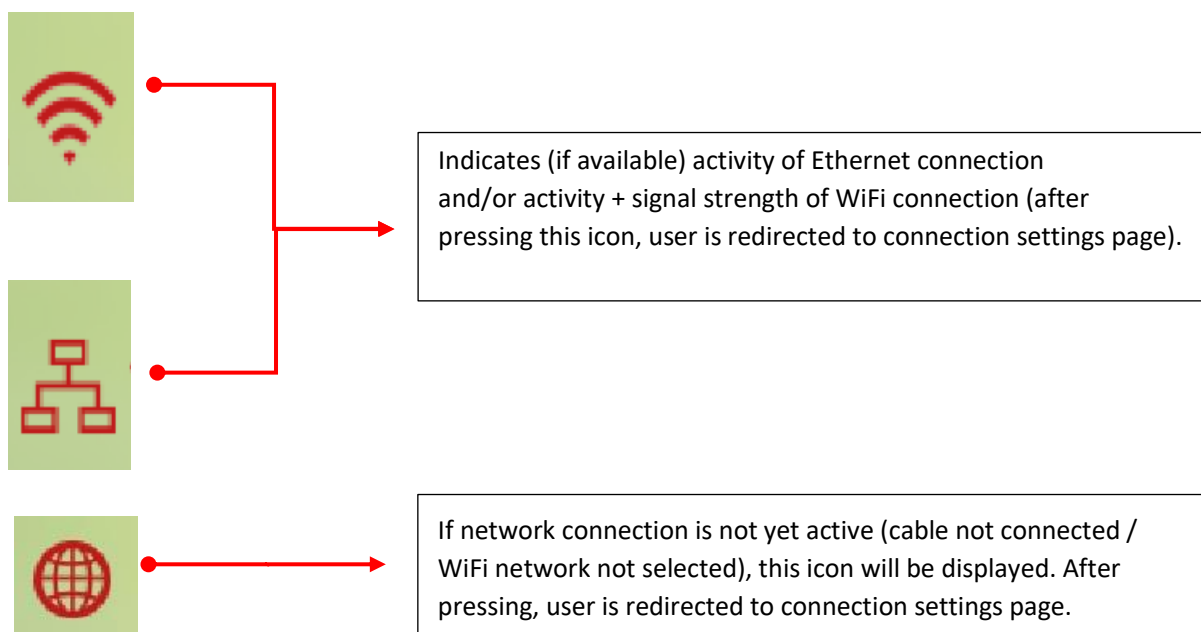 Indicates (if available) activity of Ethernet connection
and/or activity + signal strength of WiFi connection (after
pressing this icon, user is redirected to connection settings page).
If network connection is not yet active (cable not connected /
WiFi network not selected), this icon will be displayed. After
pressing, user is redirected to connection settings page.